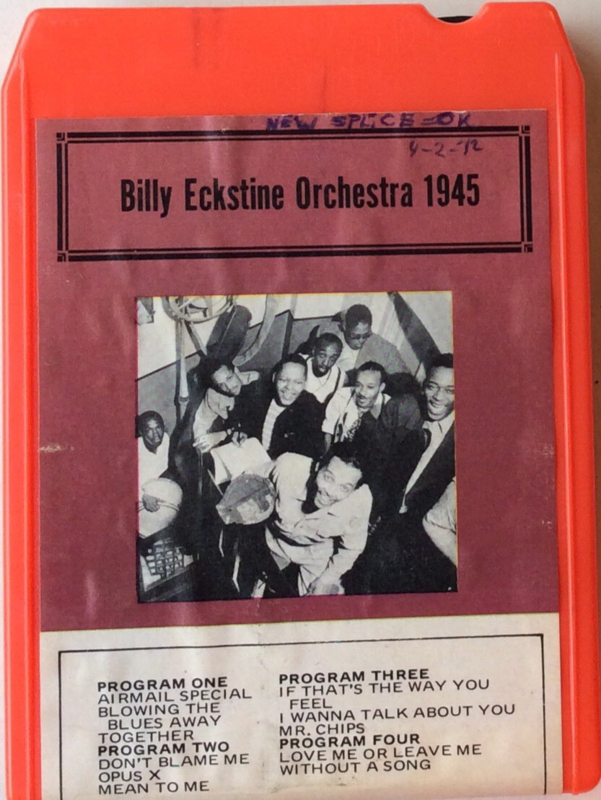 NEW SPLICE=OK
4-2-72
Billy Eckstine Orchestra 1945
PROGRAM ONE
AIRMAIL SPECIAL
BLOWING THE
BLUES AWAY
TOGETHER
PROGRAM TWO
DON'T BLAME ME
OPUS X
MEAN TO ME
PROGRAM THREE
IF THAT'S THE WAY YOU
FEEL
I WANNA TALK ABOUT YOU
MR. CHIPS
PROGRAM FOUR
LOVE ME OR LEAVE ME
WITHOUT A SONG